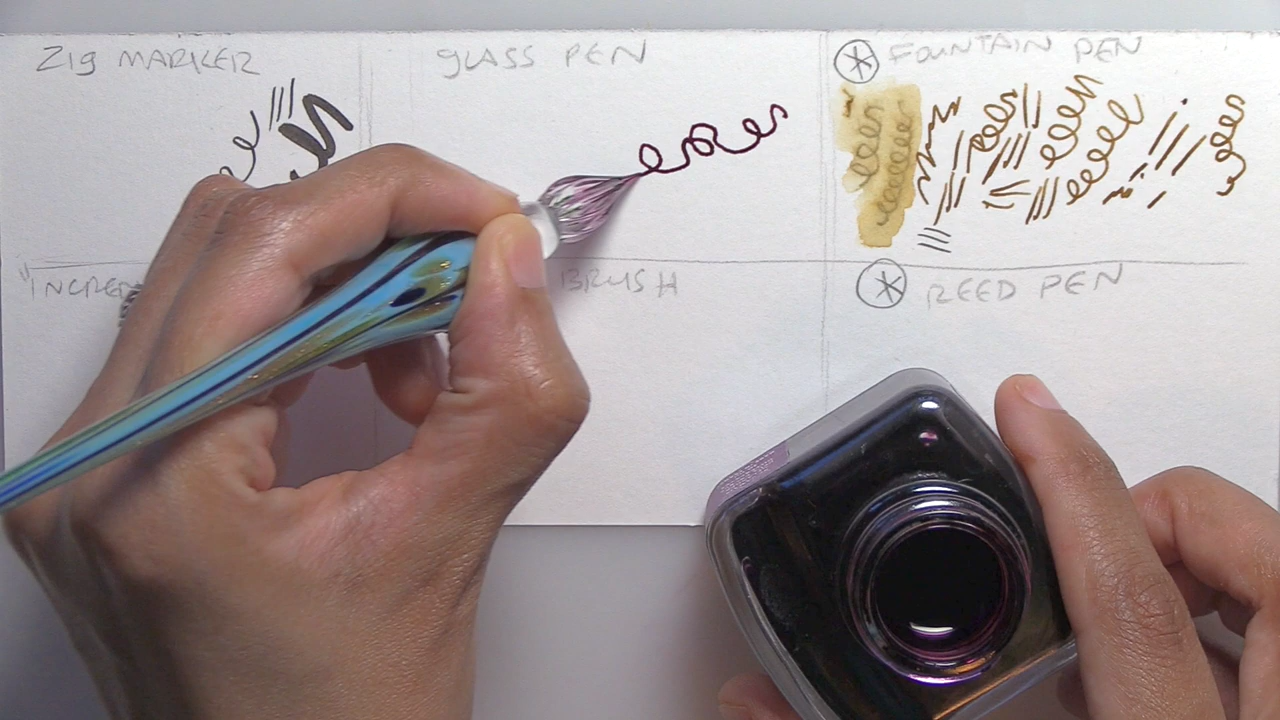 Zig MARKER
gLASS PEN
FOUNTAIN PEN
BRUSH
REED PEN